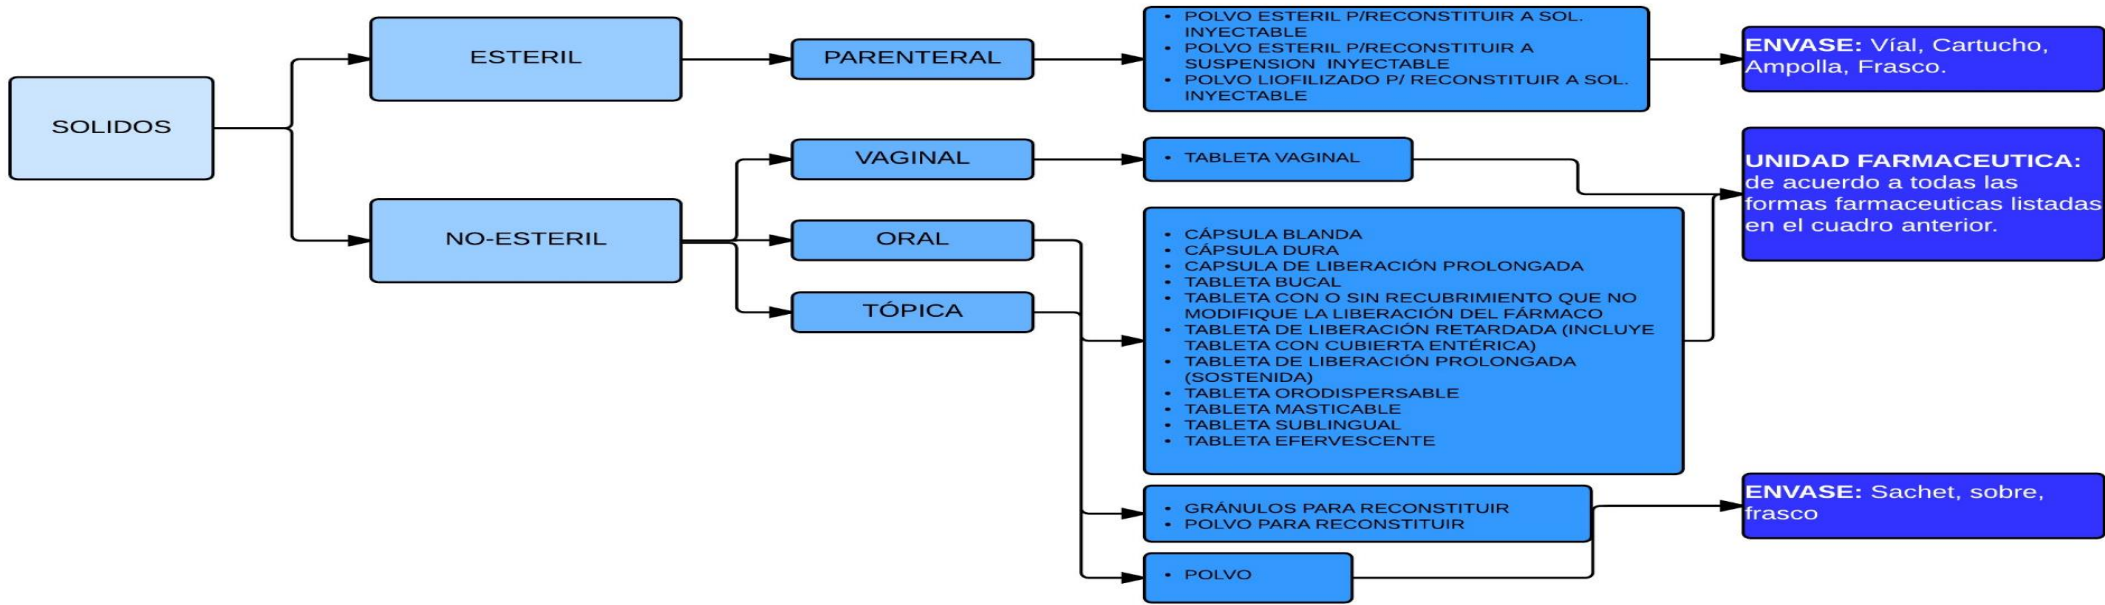 SOLIDOS
ESTERIL
PARENTERAL
• POLVO ESTERIL P/RECONSTITUIR A SOL.
INYECTABLE
• POLVO ESTERIL P/RECONSTITUIR A
SUSPENSION INYECTABLE
• POLVO LIOFILIZADO P/ RECONSTITUIR A SOL.
INYECTABLE
ENVASE: Víal, Cartucho,
Ampolla, Frasco.
NO-ESTERIL
VAGINAL
• TABLETA VAGINAL
UNIDAD FARMACEUTICA:
de acuerdo a todas las
formas farmaceuticas listadas
en el cuadro anterior.
ORAL
TÓPICA
• CÁPSULA BLANDA
• CÁPSULA DURA
• CAPSULA DE LIBERACIÓN PROLONGADA
• TABLETA BUCAL
• TABLETA CON O SIN RECUBRIMIENTO QUE NO
MODIFIQUE LA LIBERACIÓN DEL FÁRMACO
• TABLETA DE LIBERACIÓN RETARDADA (INCLUYE
TABLETA CON CUBIERTA ENTÉRICA)
• TABLETA DE LIBERACIÓN PROLONGADA
(SOSTENIDA)
• TABLETA ORODISPERSABLE
• TABLETA MASTICABLE
• TABLETA SUBLINGUAL
• TABLETA EFERVESCENTE
• GRÁNULOS PARA RECONSTITUIR
• POLVO PARA RECONSTITUIR
ENVASE: Sachet, sobre,
frasco
• POLVO